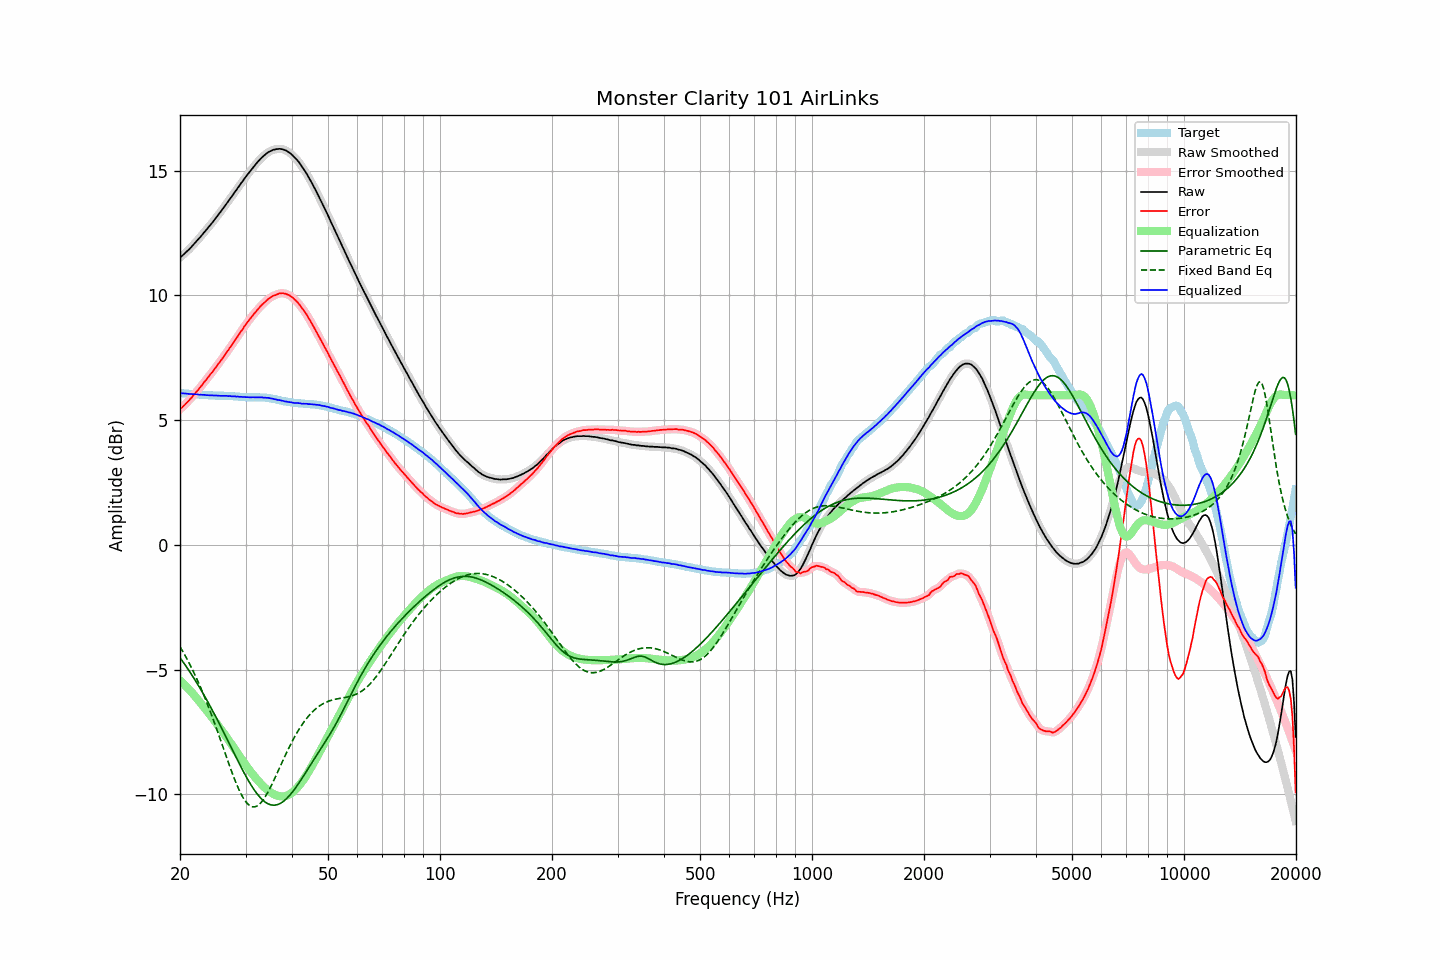 Monster Clarity 101 AirLinks
Target
Raw Smoothed
Error Smoothed
Raw
Error
Equalization
Parametric Eq
Fixed Band Eq
Equalized
Amplitude (dBr)
15
10
5
0
−5
−10
20 50 100 200 500 1000 2000 5000 10000 20000
Frequency (Hz)